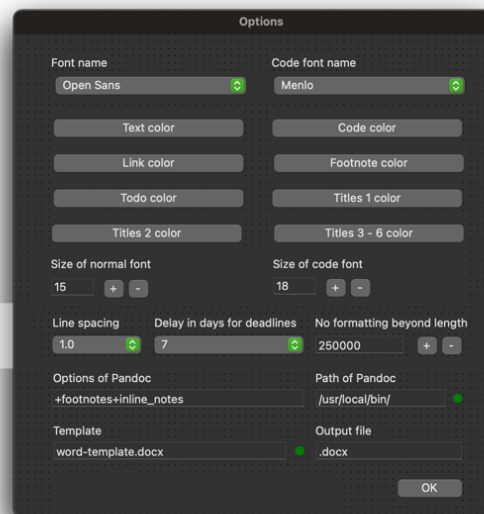 Options
Font name Code font name
Open Sans Menlo
Text color Code color
Link color Footnote color
Todo color Titles 1 color
Titles 2 color Titles 3 - 6 color
Size of normal font Size of code font
15 + - 18 + -
Line spacing Delay in days for deadlines No formatting beyond length
1.0 7 250000 + -
Options of Pandoc Path of Pandoc
+footnotes+inline_notes /usr/local/bin/
Template Output file
word-template.docx .docx
OK